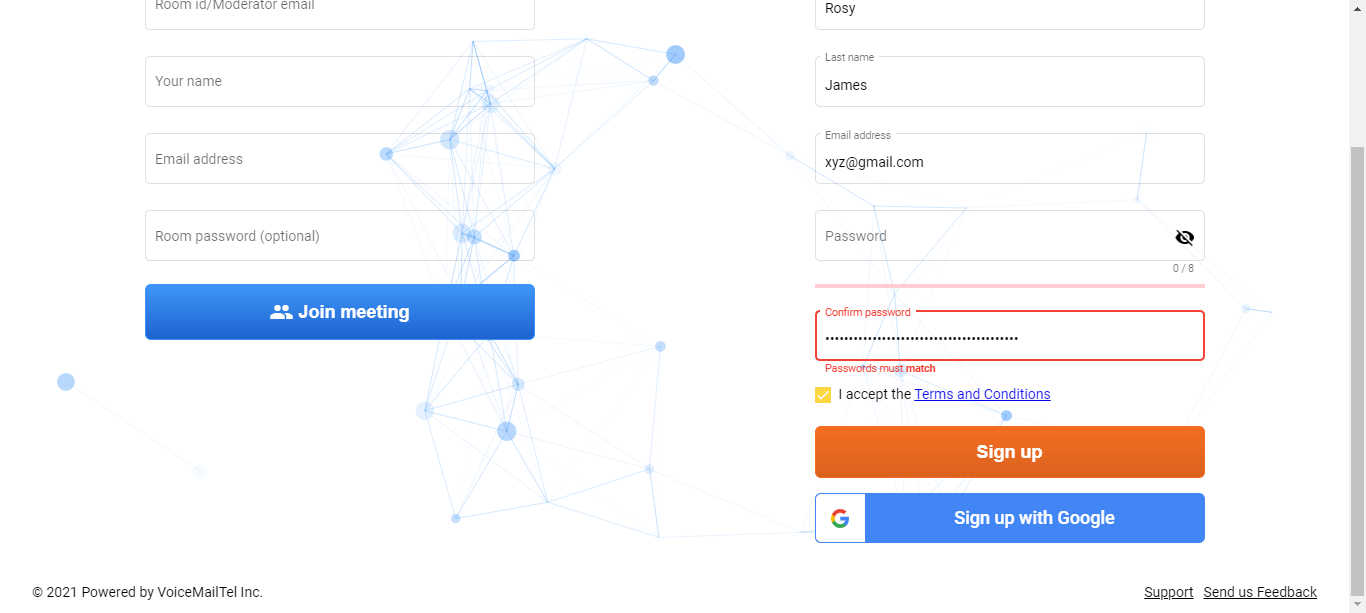 Room id/Moderator email
Your name
Email address
Room password (optional)
Join meeting
Rosy
Last name
James
Email address
xyz@gmail.com
Password
0 / 8
Confirm password
••••••••••••••••••••••••••••••••••••••••
Passwords must match
I accept the Terms and Conditions
Sign up
Sign up with Google
© 2021 Powered by VoiceMailTel Inc.
Support Send us Feedback